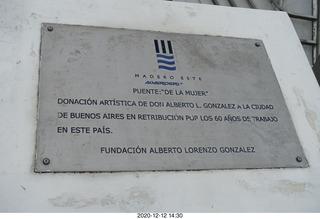 MADERO ESTE
PUENTE:"DE LA MUJER"
DONACIÓN ARTÍSTICA DE DON ALBERTO L. GONZALEZ A LA CIUDAD
DE BUENOS AIRES EN RETRIBUCIÓN POR LOS 60 AÑOS DE TRABAJO
EN ESTE PAÍS.
FUNDACIÓN ALBERTO LORENZO GONZALEZ
2020-12-12 14:30